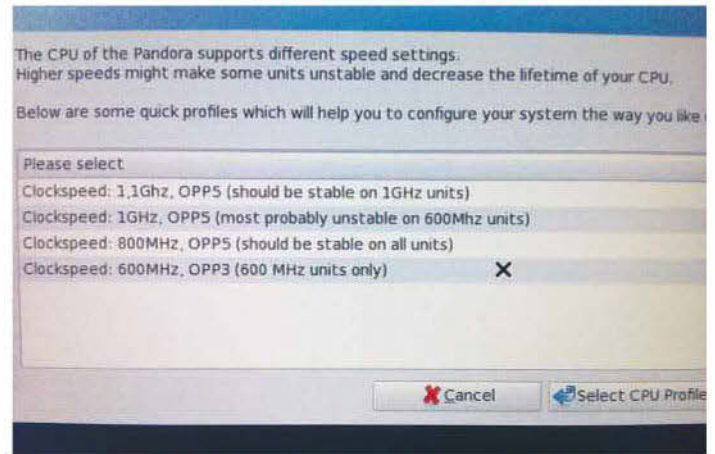 The CPU of the Pandora supports different speed settings.
Higher speeds might make some units unstable and decrease the lifetime of your CPU.
Below are some quick profiles which will help you to configure your system the way you like
Please select
Clockspeed: 1,1Ghz, OPP5 (should be stable on 1GHz units)
Clockspeed: 1GHz, OPP5 (most probably unstable on 600Mhz units)
Clockspeed: 800MHz, OPP5 (should be stable on all units)
Clockspeed: 600MHz, OPP3 (600 MHz units only)
Cancel
Select CPU Profile